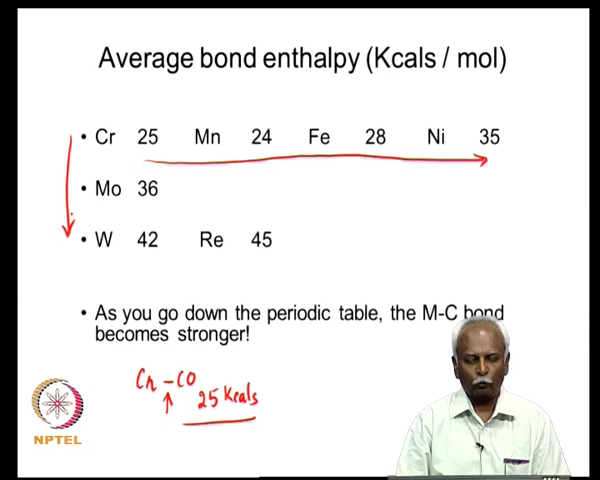 Average bond enthalpy (Kcals / mol)
• Cr 25 Mn 24 Fe 28 Ni 35
• Mo 36
• W 42 Re 45
• As you go down the periodic table, the M-C bond
becomes stronger!
Cr – CO
25 Kcals
NPTEL